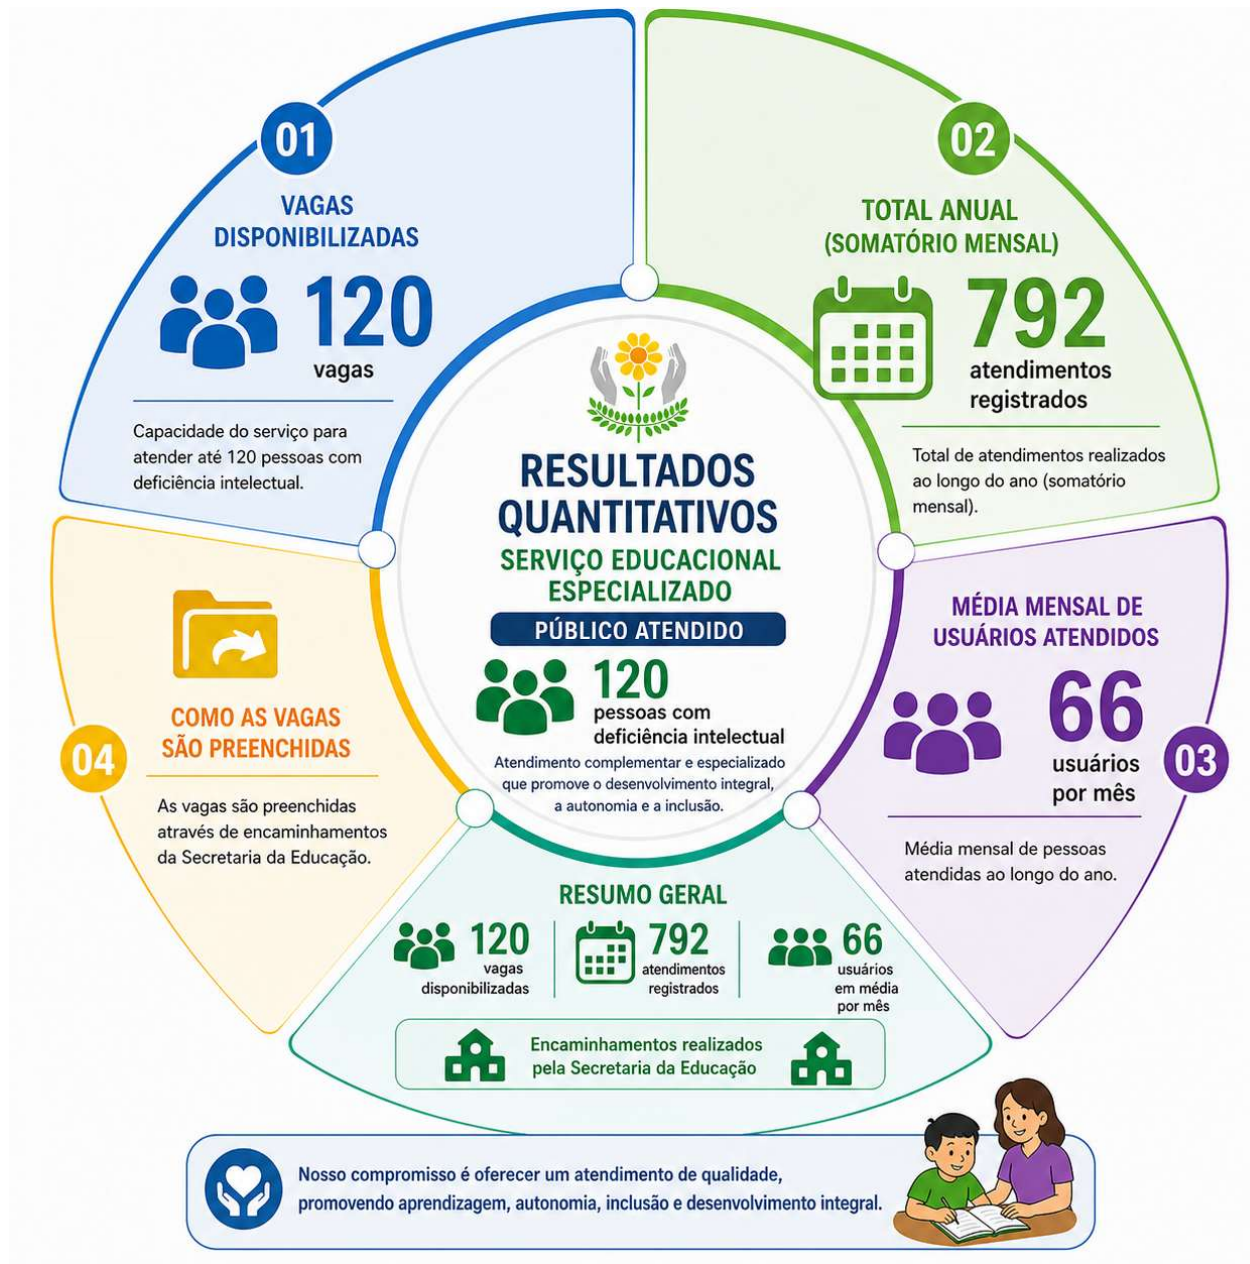 01
VAGAS
DISPONIBILIZADAS
120
vagas
Capacidade do serviço para
atender até 120 pessoas com
deficiência intelectual.
02
TOTAL ANUAL
(SOMATÓRIO MENSAL)
792
atendimentos
registrados
Total de atendimentos realizados
ao longo do ano (somatório
mensal).
RESULTADOS
QUANTITATIVOS
SERVIÇO EDUCACIONAL
ESPECIALIZADO
PÚBLICO ATENDIDO
120
pessoas com
deficiência intelectual
Atendimento complementar e especializado
que promove o desenvolvimento integral,
a autonomia e a inclusão.
MÉDIA MENSAL DE
USUÁRIOS ATENDIDOS
66
usuários
por mês
03
Média mensal de pessoas
atendidas ao longo do ano.
04
COMO AS VAGAS
SÃO PREENCHIDAS
As vagas são preenchidas
através de encaminhamentos
da Secretaria da Educação.
RESUMO GERAL
120
vagas
disponibilizadas
792
atendimentos
registrados
66
usuários
em média
por mês
Encaminhamentos realizados
pela Secretaria da Educação
Nosso compromisso é oferecer um atendimento de qualidade,
promovendo aprendizagem, autonomia, inclusão e desenvolvimento integral.